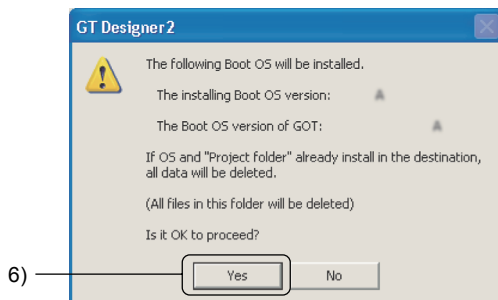 GT Designer2
The following Boot OS will be installed.
The installing Boot OS version: A
The Boot OS version of GOT: A
If OS and "Project folder" already install in the destination,
all data will be deleted.
(All files in this folder will be deleted)
Is it OK to proceed?
6)
Yes No